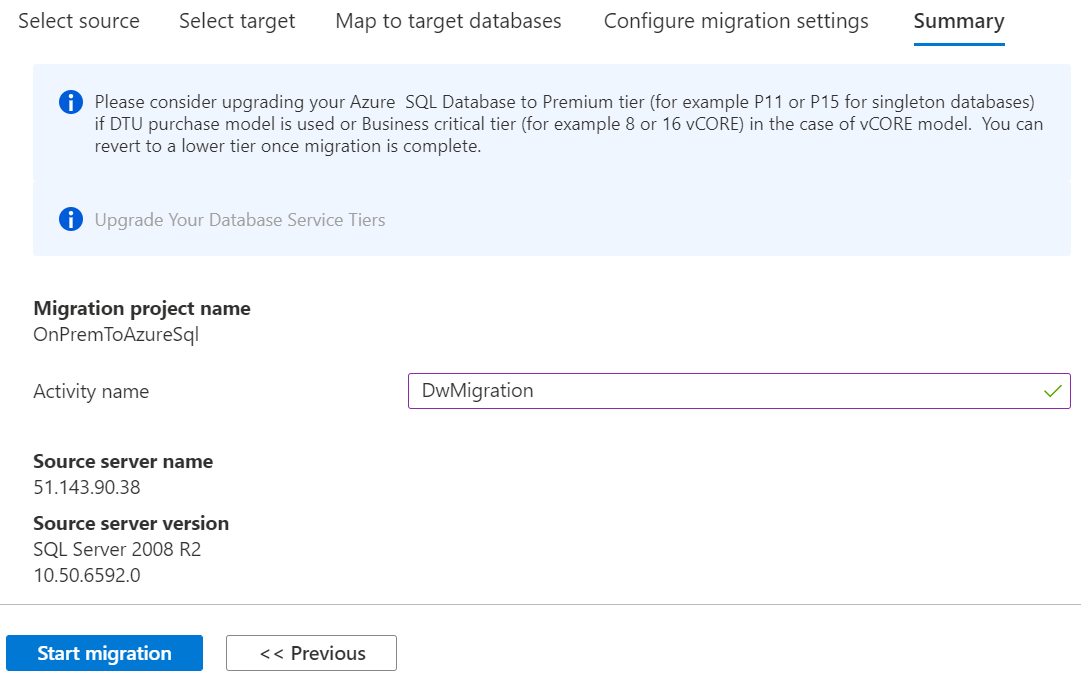 Select source Select target Map to target databases Configure migration settings Summary
Please consider upgrading your Azure  SQL Database to Premium tier (for example P11 or P15 for singleton databases)
if DTU purchase model is used or Business critical tier (for example 8 or 16 vCORE) in the case of vCORE model.  You can
revert to a lower tier once migration is complete.
Upgrade Your Database Service Tiers
Migration project name
OnPremToAzureSql
Activity name DwMigration
Source server name
51.143.90.38
Source server version
SQL Server 2008 R2
10.50.6592.0
Start migration << Previous